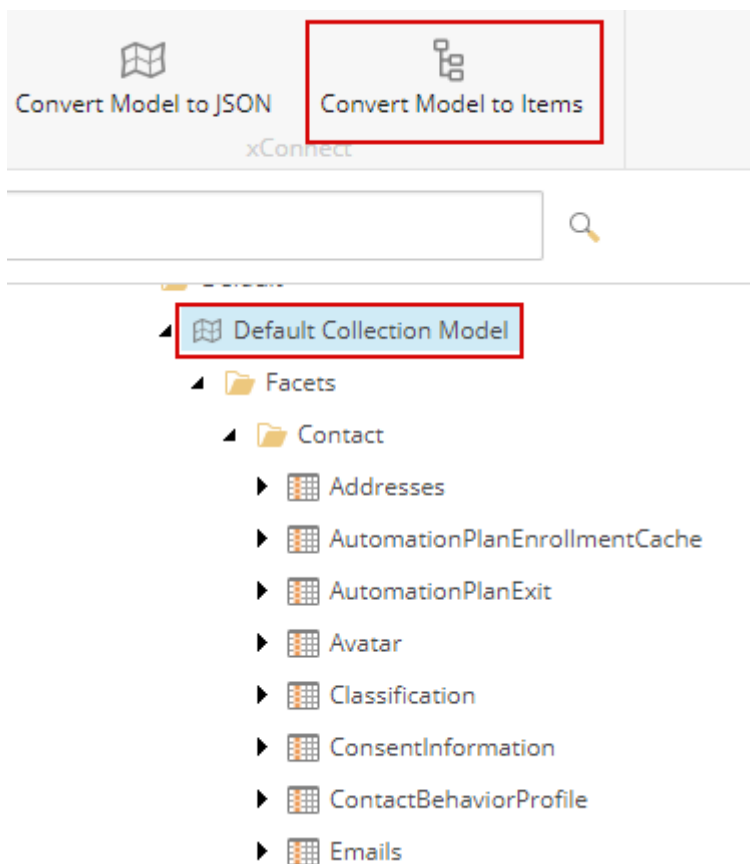 Convert Model to JSON
Convert Model to Items
xConnect
Default Collection Model
Facets
Contact
Addresses
AutomationPlanEnrollmentCache
AutomationPlanExit
Avatar
Classification
ConsentInformation
ContactBehaviorProfile
Emails